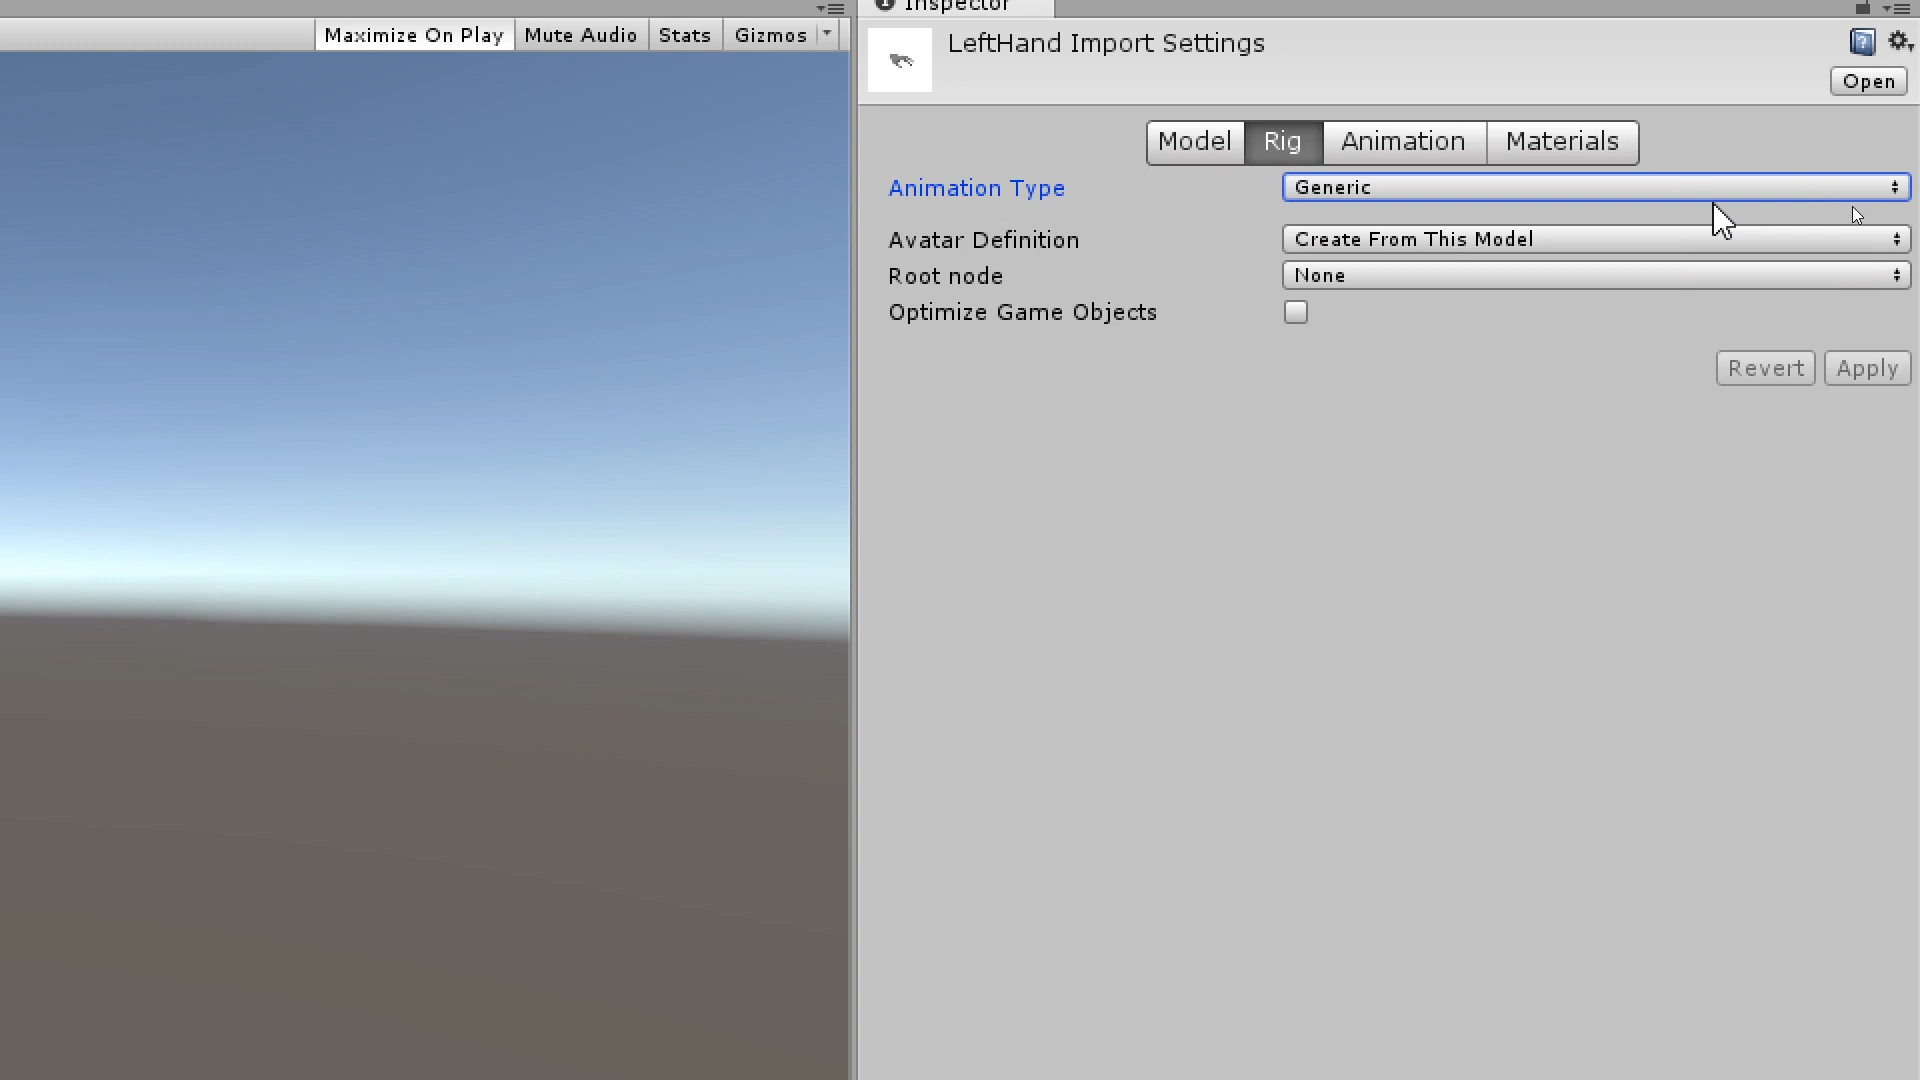 Inspector
Maximize On Play Mute Audio Stats Gizmos
LeftHand Import Settings
Open
Model Rig Animation Materials
Animation Type Generic
Avatar Definition Create From This Model
Root node None
Optimize Game Objects
Revert Apply